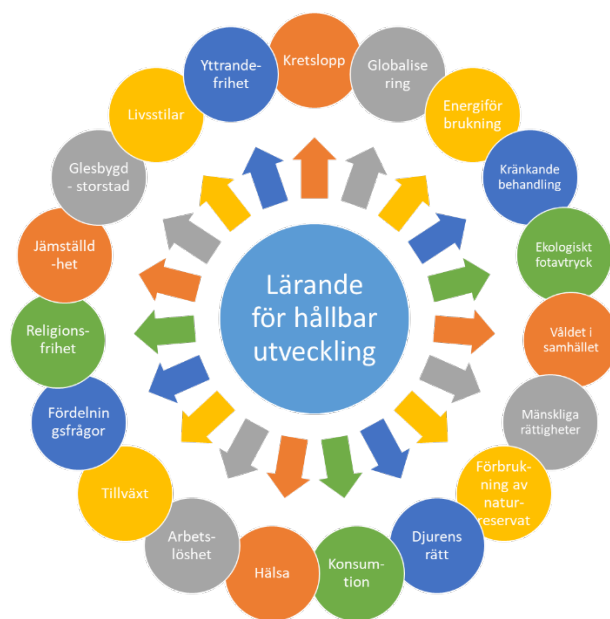 Lärande
för hållbar
utveckling
Kretslopp
Globalise
ring
Energiför
brukning
Kränkande
behandling
Ekologiskt
fotavtryck
Våldet i
samhället
Mänskliga
rättigheter
Förbruk-
ning av
natur-
reservat
Djurens
rätt
Konsum-
tion
Hälsa
Arbets-
löshet
Tillväxt
Fördelnin
gsfrågor
Religions-
frihet
Jämställd
-het
Glesbygd
- storstad
Livsstilar
Yttrande-
frihet